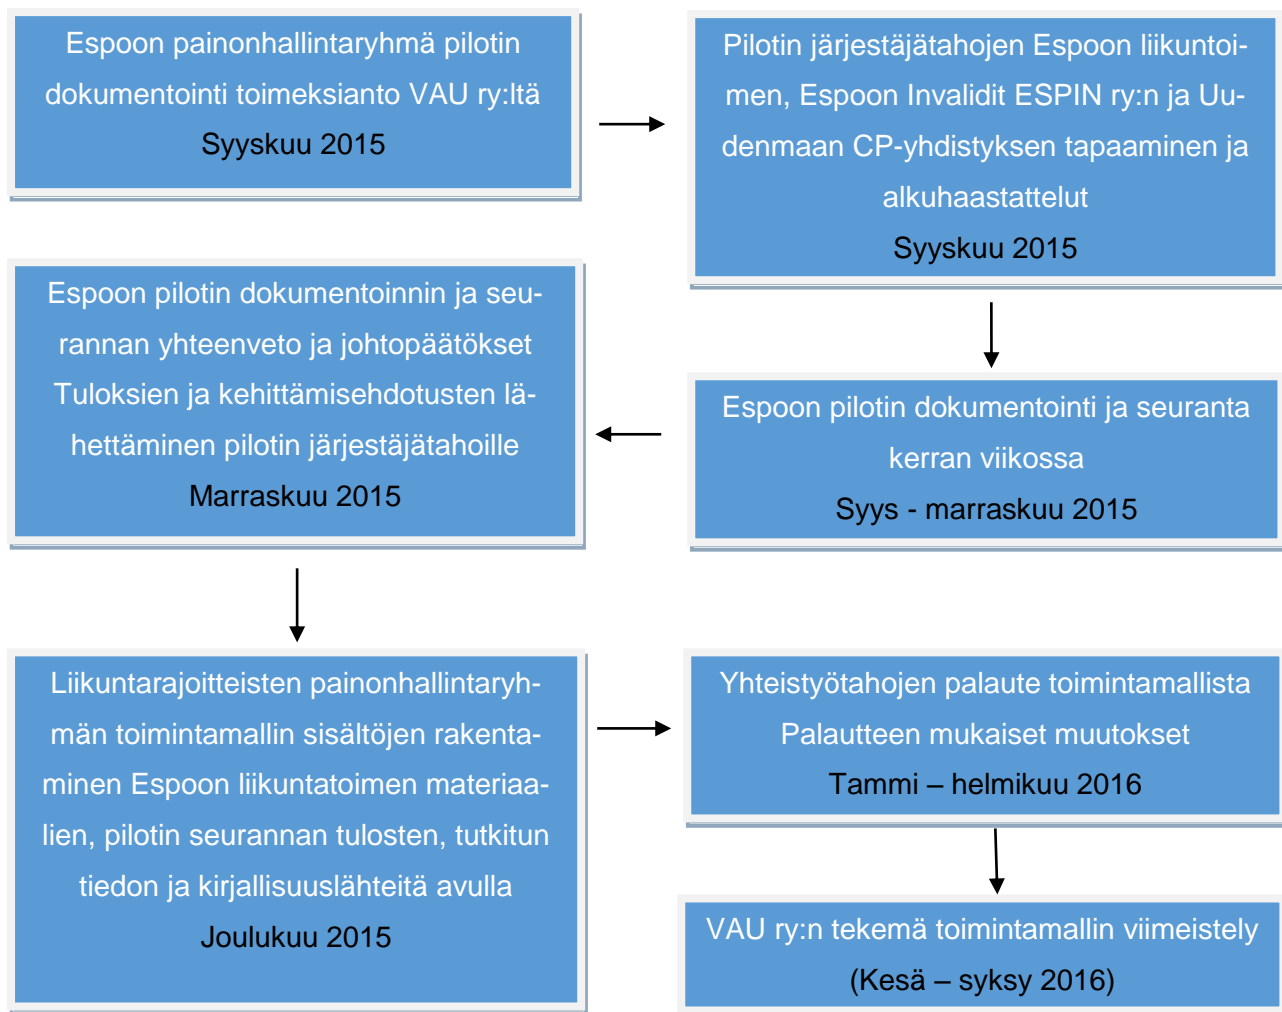 Espoon painonhallintaryhmä pilotin
dokumentointi toimeksianto VAU ry:ltä
Syyskuu 2015
Pilotin järjestäjätahojen Espoon liikuntoi-
men, Espoon Invalidit ESPIN ry:n ja Uu-
denmaan CP-yhdistyksen tapaaminen ja
alkuhaastattelut
Syyskuu 2015
Espoon pilotin dokumentointi ja seuranta
kerran viikossa
Syys - marraskuu 2015
Espoon pilotin dokumentoinnin ja seu-
rannan yhteenveto ja johtopäätökset
Tuloksien ja kehittämisehdotusten lä-
hettäminen pilotin järjestäjätahoille
Marraskuu 2015
Liikuntarajoitteisten painonhallintaryh-
män toimintamallin sisältöjen rakenta-
minen Espoon liikuntatoimen materiaa-
lien, pilotin seurannan tulosten, tutkitun
tiedon ja kirjallisuuslähteitä avulla
Joulukuu 2015
Yhteistyötahojen palaute toimintamallista
Palautteen mukaiset muutokset
Tammi – helmikuu 2016
VAU ry:n tekemä toimintamallin viimeistely
(Kesä – syksy 2016)